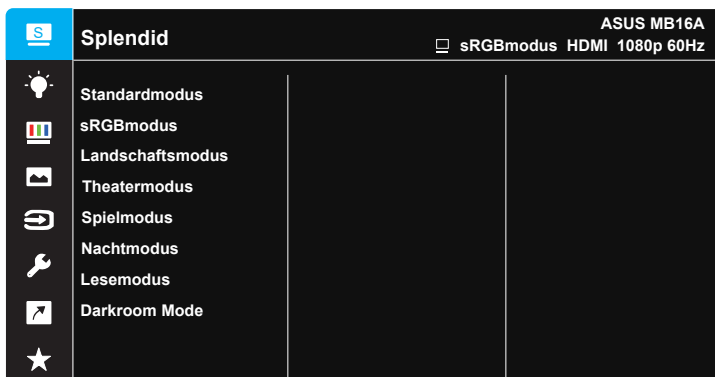 S
Splendid
ASUS MB16A
sRGBmodus HDMI 1080p 60Hz
Standardmodus
sRGBmodus
Landschaftsmodus
Theatermodus
Spielmodus
Nachtmodus
Lesemodus
Darkroom Mode